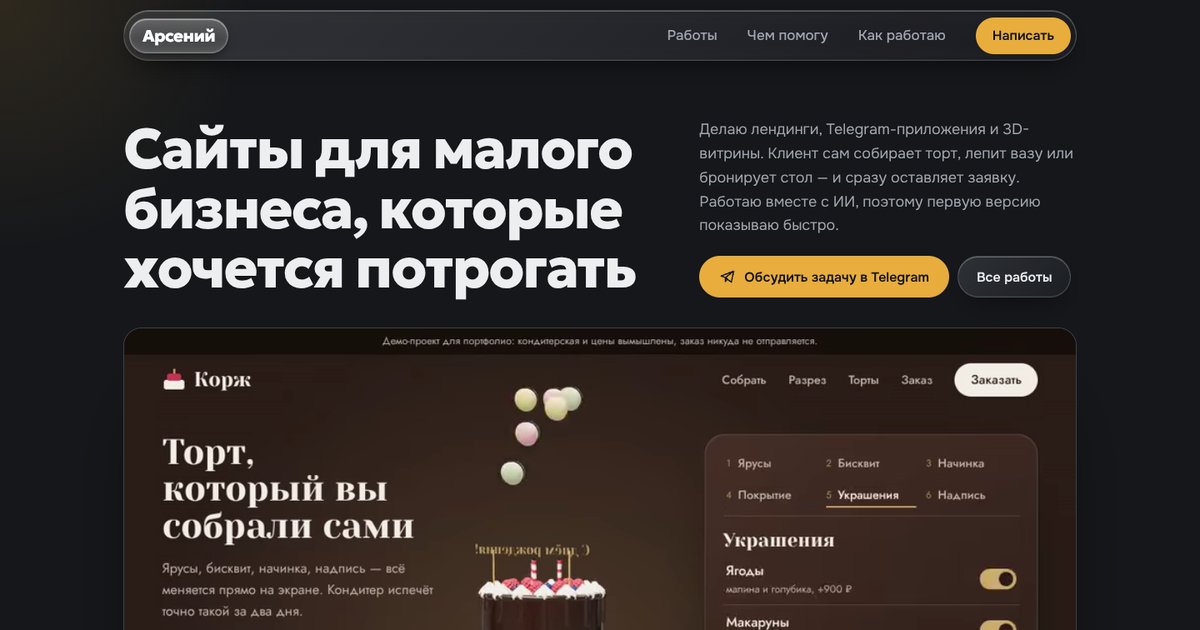 Арсений
Работы
Чем помогу
Как работаю
Написать
Сайты для малого
бизнеса, которые
хочется потрогать
Делаю лендинги, Telegram-приложения и 3D-
витрины. Клиент сам собирает торт, лепит вазу или
бронирует стол — и сразу оставляет заявку.
Работаю вместе с ИИ, поэтому первую версию
показываю быстро.
Обсудить задачу в Telegram
Все работы
Демо-проект для портфолио: кондитерская и цены вымышлены, заказ никуда не отправляется.
Корж
Собрать
Разрез
Торты
Заказ
Заказать
Торт,
который вы
собрали сами
Ярусы, бисквит, начинка, надпись — всё
меняется прямо на экране. Кондитер испечёт
точно такой за два дня.
С днём рождения!
1 Ярусы
2 Бисквит
3 Начинка
4 Покрытие
5 Украшения
6 Надпись
Украшения
Ягоды
малина и голубика, +900 ₽
Макаруны